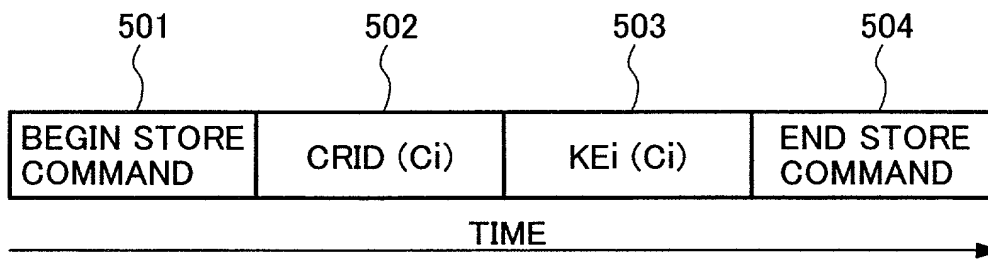 501 502 503 504
BEGIN STORE
COMMAND
CRID (Ci)
KEi (Ci)
END STORE
COMMAND
TIME